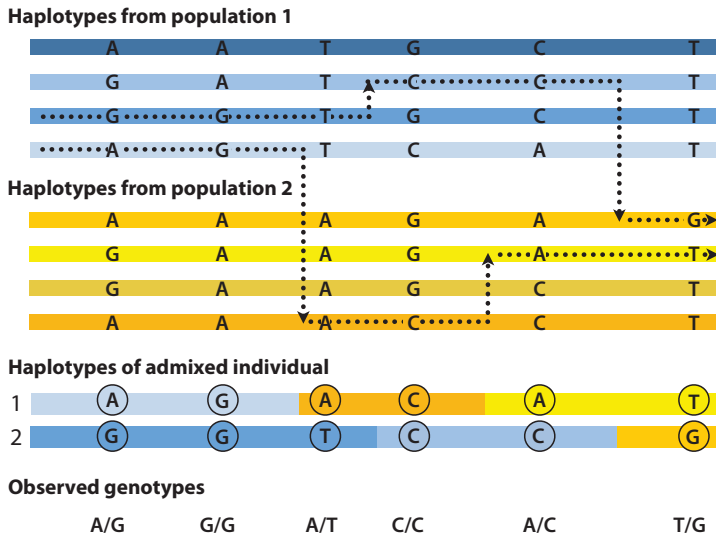 Haplotypes from population 1
A A T G C T
G A T C C T
G G T G C T
A G T C A T
Haplotypes from population 2
A A A G A G
G A A G A T
G A A G C T
A A A C C T
Haplotypes of admixed individual
1 A G A C A T
2 G G T C C G
Observed genotypes
A/G G/G A/T C/C A/C T/G